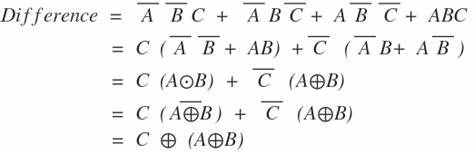 Difference = A̅ B̅ C + A̅ B C̅ + A B̅ C̅ + ABC
= C ( A̅ B̅ + AB) + C̅ ( A̅ B+ A B̅ )
= C (A⊙B) + C̅ (A⊕B)
= C ( A̅⊕̅B̅ ) + C̅ (A⊕B)
= C ⊕ (A⊕B)